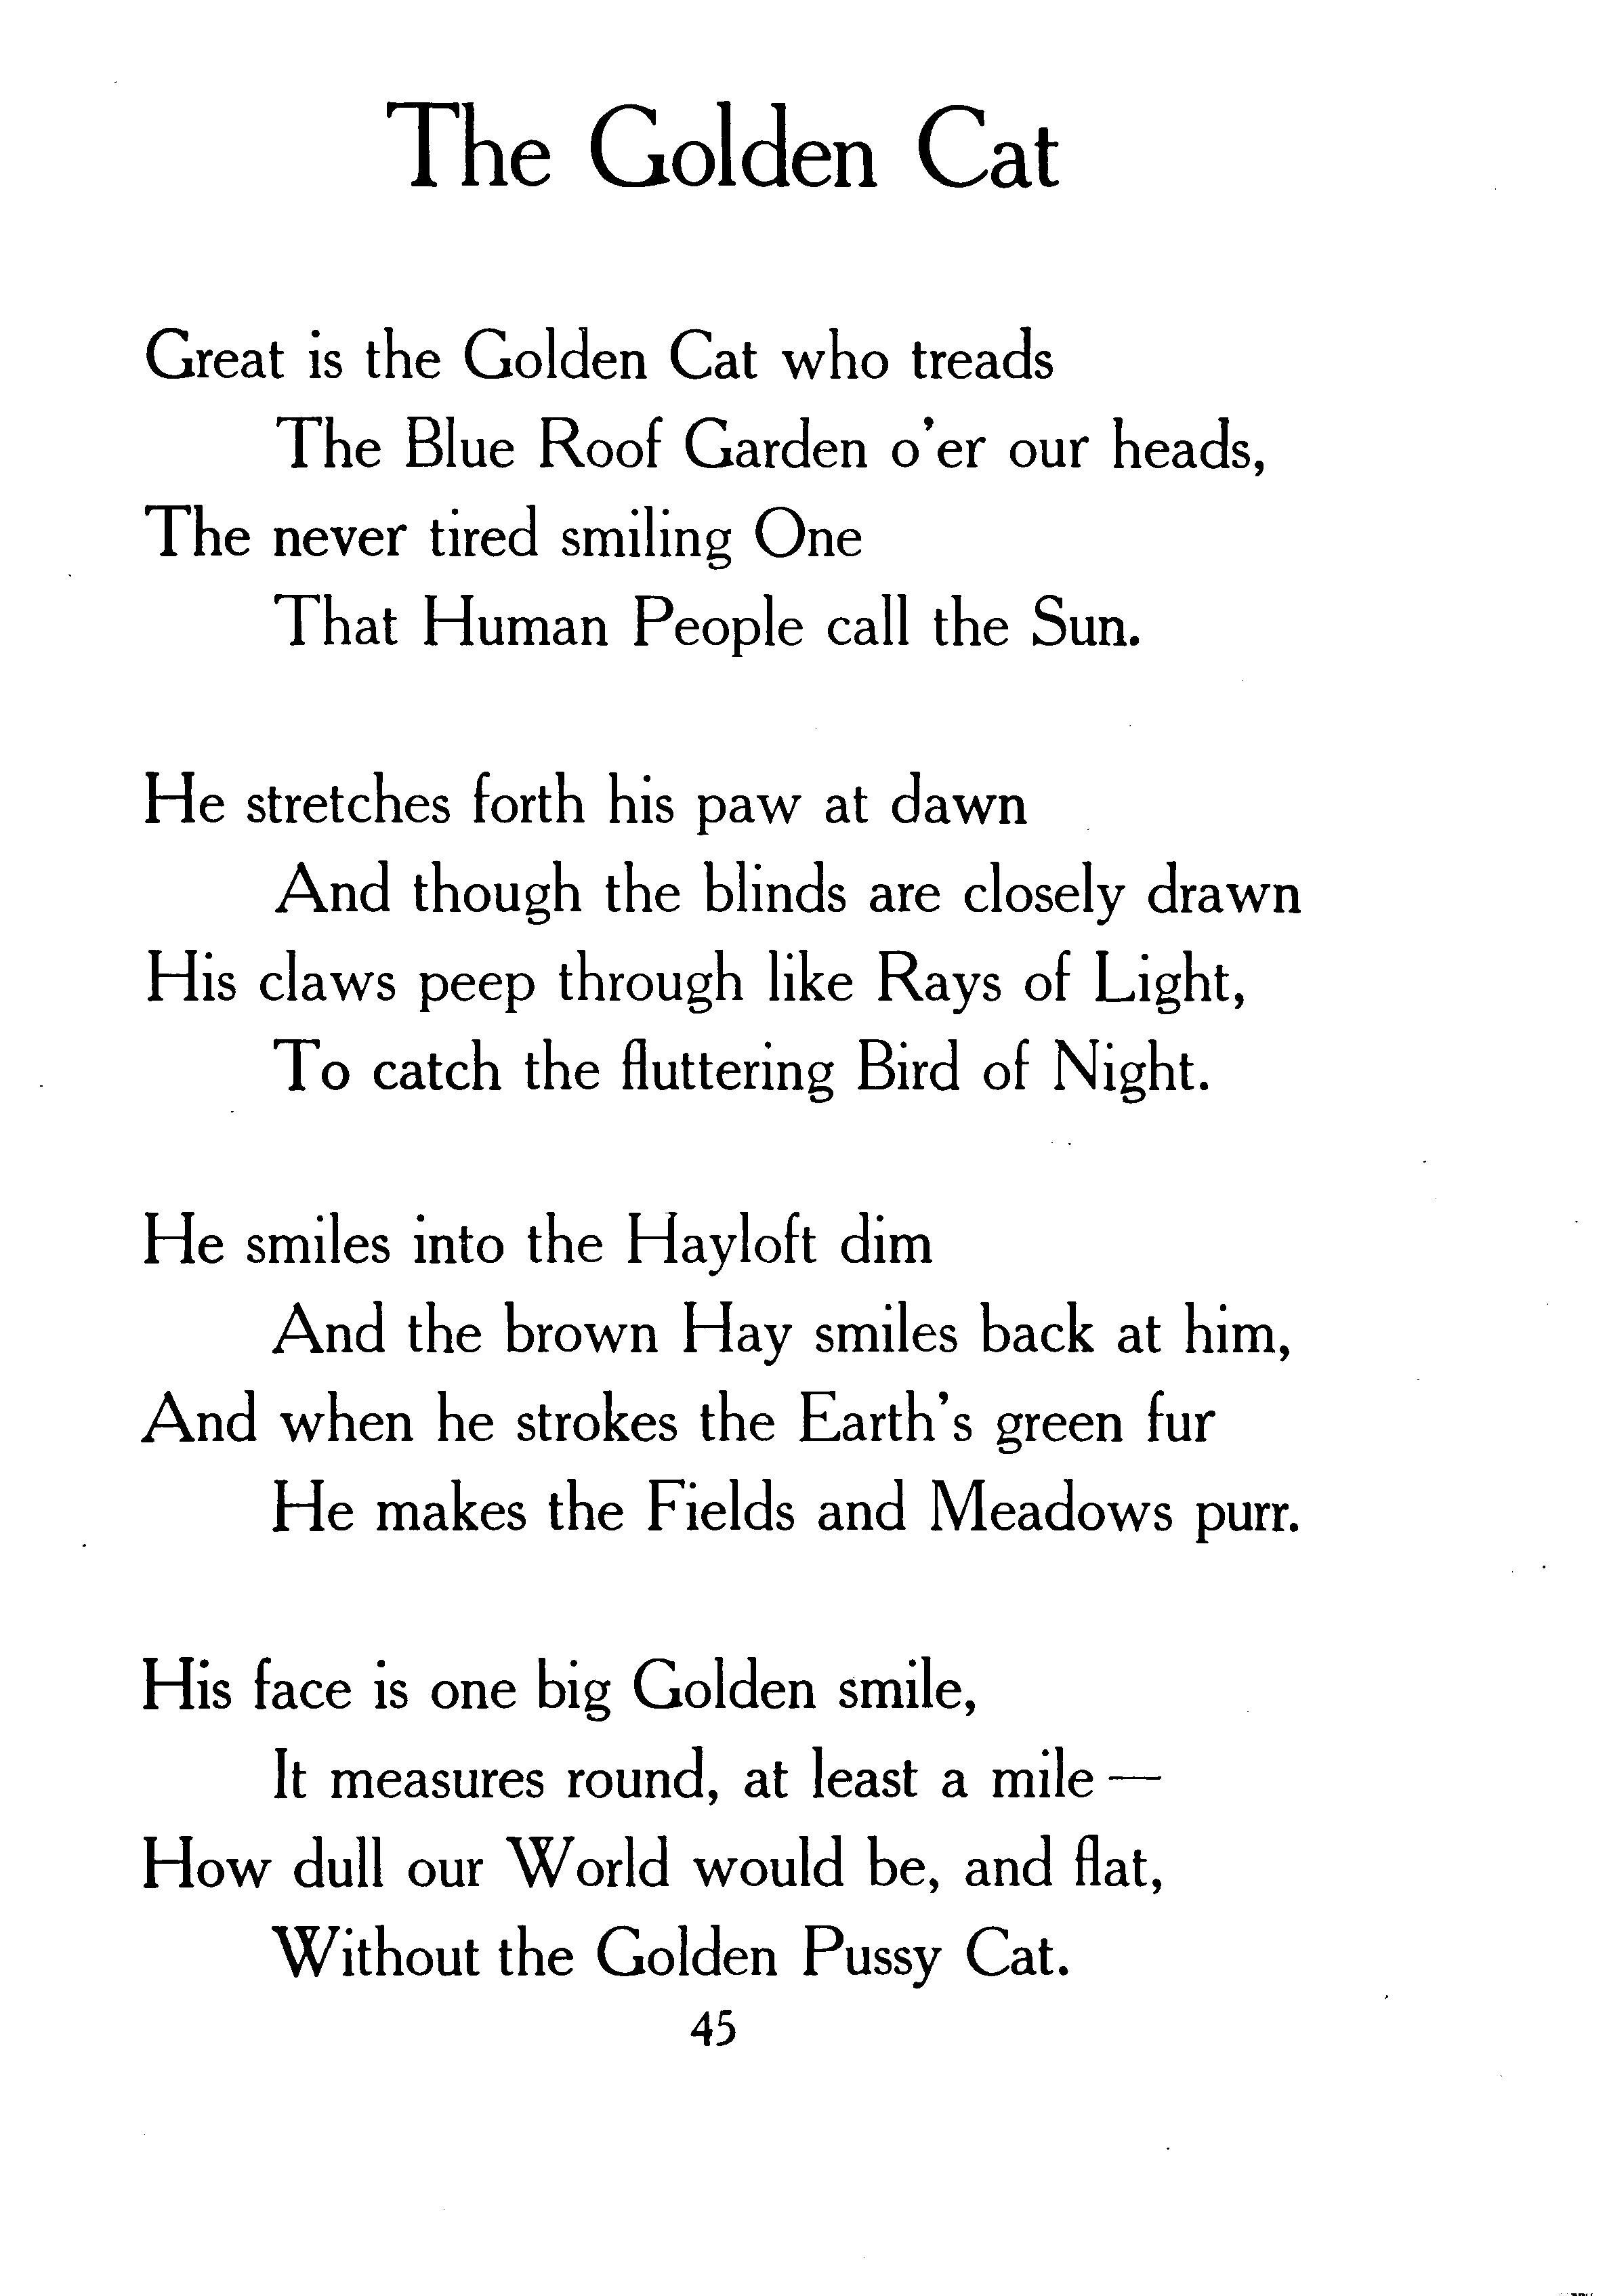 The Golden Cat
Great is the Golden Cat who treads
The Blue Roof Garden o'er our heads,
The never tired smiling One
That Human People call the Sun.
He stretches forth his paw at dawn
And though the blinds are closely drawn
His claws peep through like Rays of Light,
To catch the fluttering Bird of Night.
He smiles into the Hayloft dim
And the brown Hay smiles back at him,
And when he strokes the Earth's green fur
He makes the Fields and Meadows purr.
His face is one big Golden smile,
It measures round, at least a mile—
How dull our World would be, and flat,
Without the Golden Pussy Cat.
45